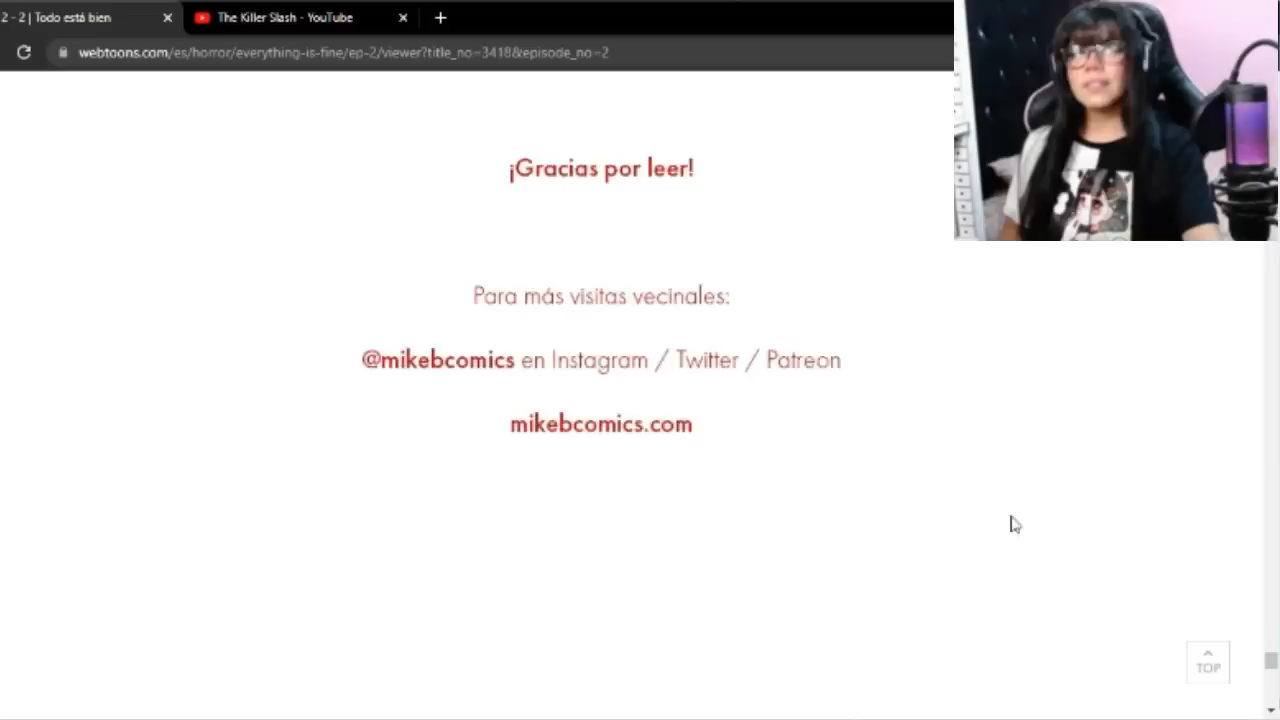 2 - 2 | Todo está bien
The Killer Slash - YouTube
webtoons.com/es/horror/everything-is-fine/ep-2/viewer?title_no=3418&episode_no=2
¡Gracias por leer!
Para más visitas vecinales:
@mikebcomics en Instagram / Twitter / Patreon
mikebcomics.com
TOP